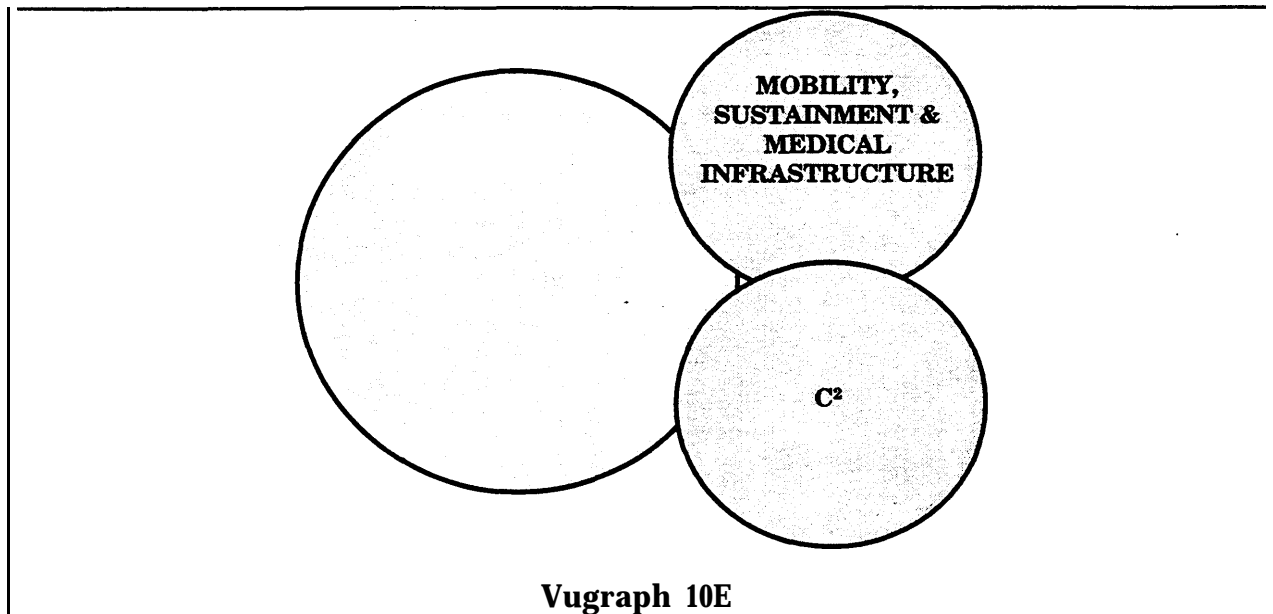 MOBILITY,
SUSTAINMENT &
MEDICAL
INFRASTRUCTURE
C²
Vugraph 10E